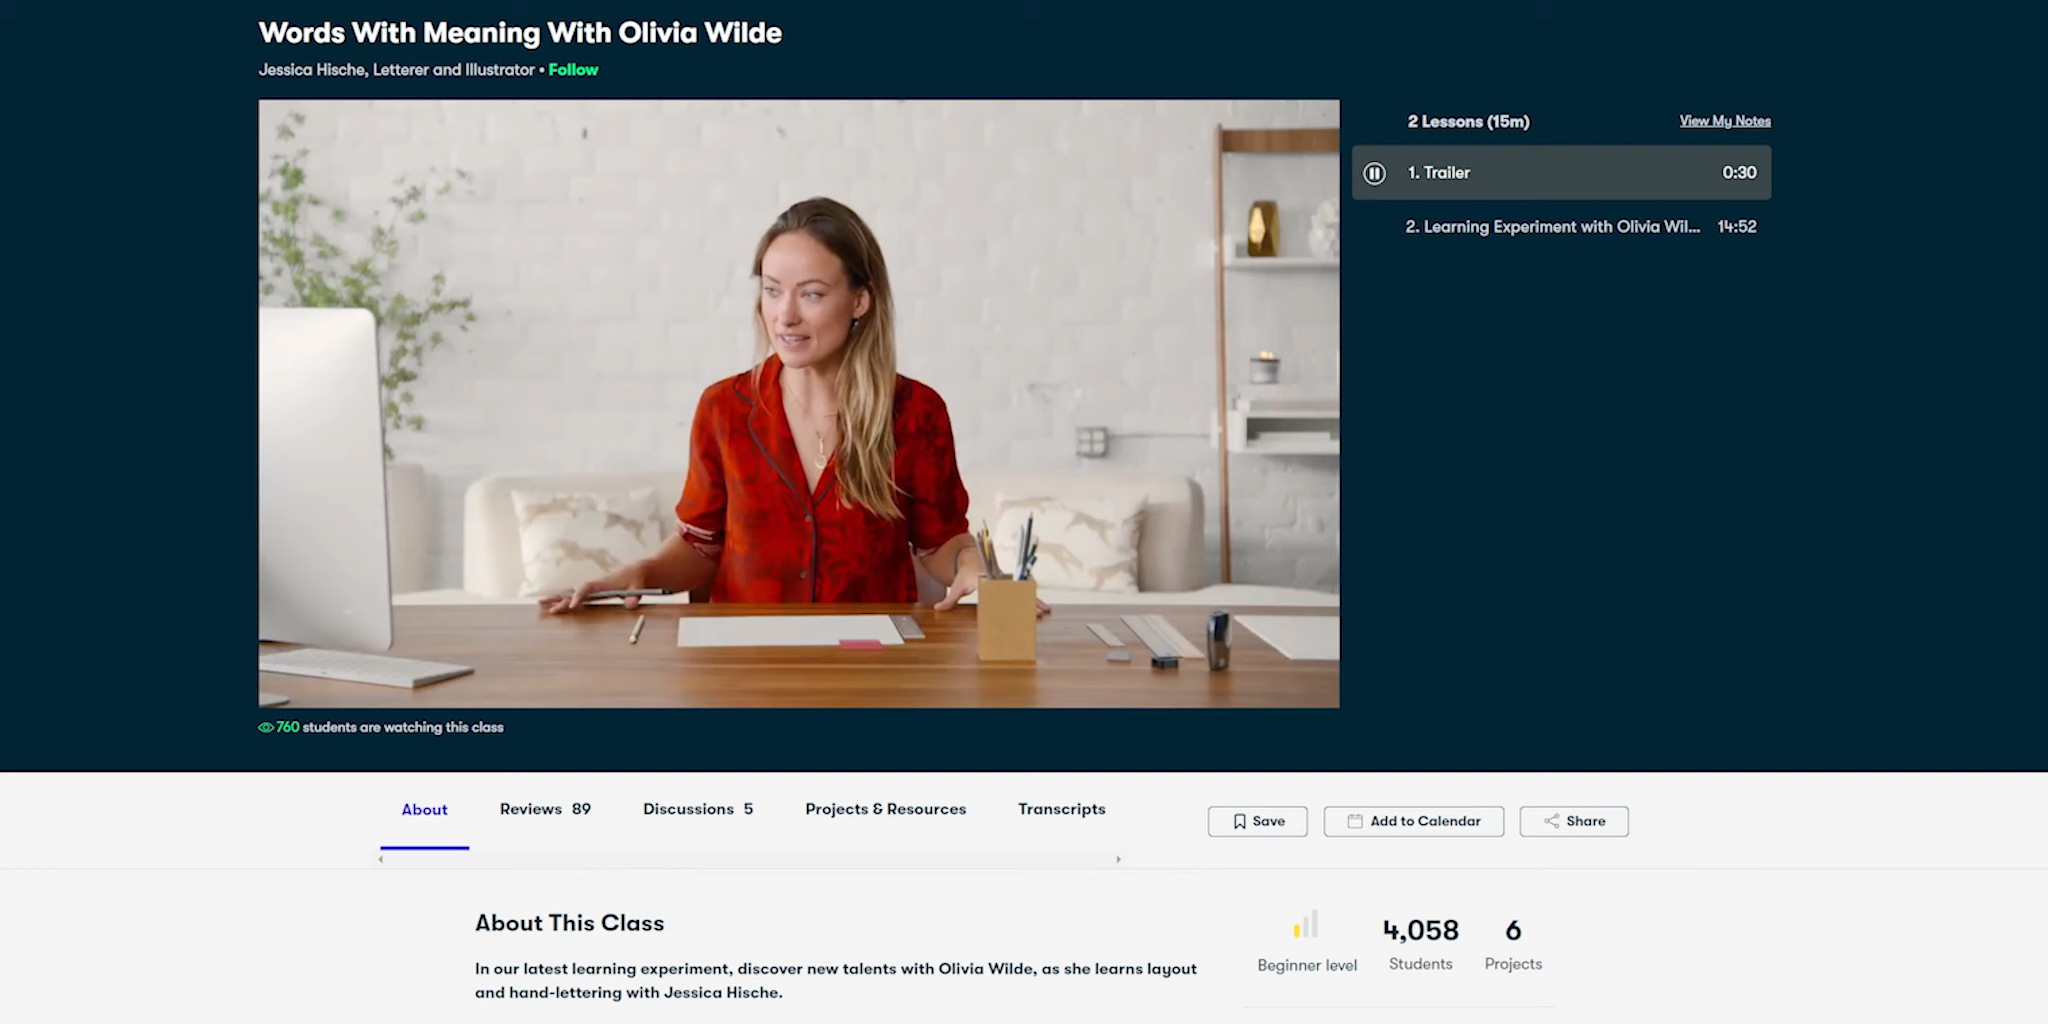 Words With Meaning With Olivia Wilde
Jessica Hische, Letterer and Illustrator • Follow
2 Lessons (15m)
View My Notes
1. Trailer
0:30
2. Learning Experiment with Olivia Wil...
14:52
760 students are watching this class
About
Reviews 89
Discussions 5
Projects & Resources
Transcripts
Save
Add to Calendar
Share
About This Class
In our latest learning experiment, discover new talents with Olivia Wilde, as she learns layout
and hand-lettering with Jessica Hische.
Beginner level
4,058
Students
6
Projects